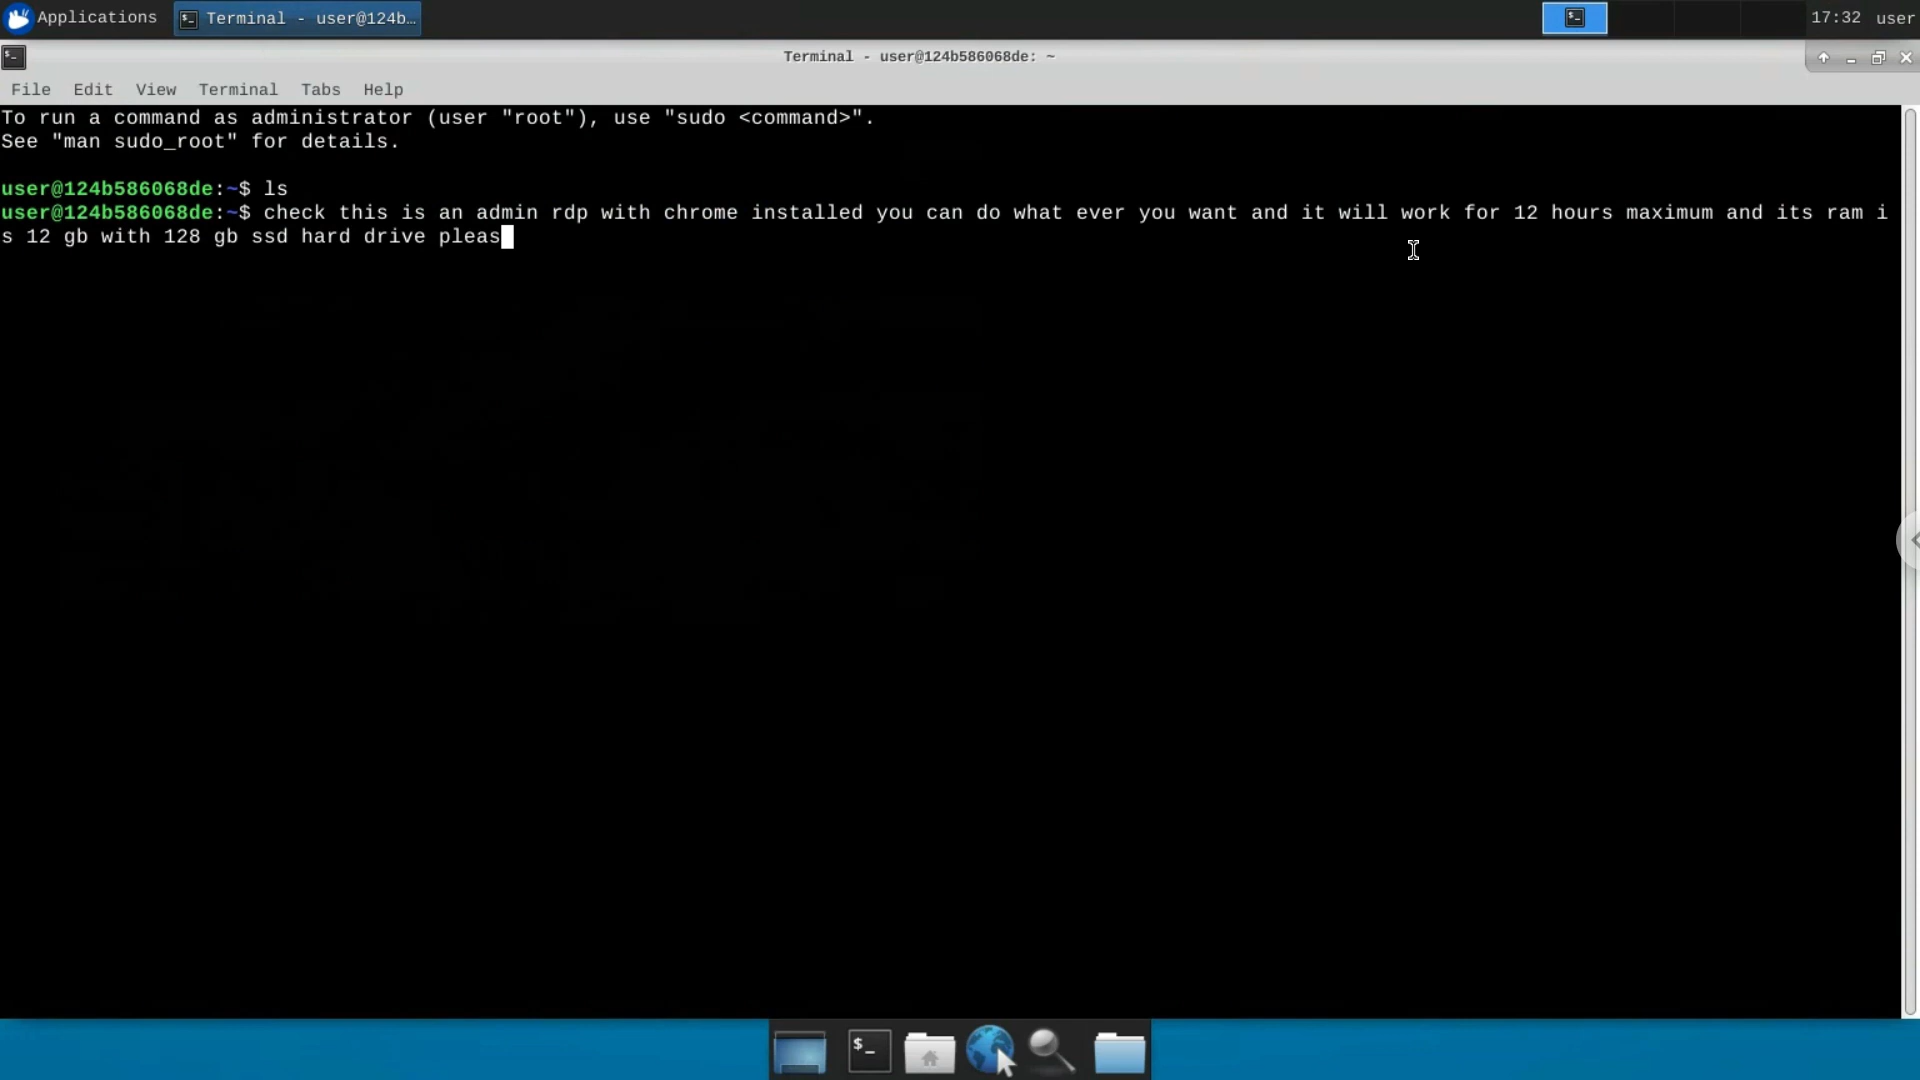 Applications Terminal - user@124b… 17:32 user
Terminal - user@124b586068de: ~
File Edit View Terminal Tabs Help
To run a command as administrator (user "root"), use "sudo <command>".
See "man sudo_root" for details.
user@124b586068de:~$ ls
user@124b586068de:~$ check this is an admin rdp with chrome installed you can do what ever you want and it will work for 12 hours maximum and its ram i
s 12 gb with 128 gb ssd hard drive pleas